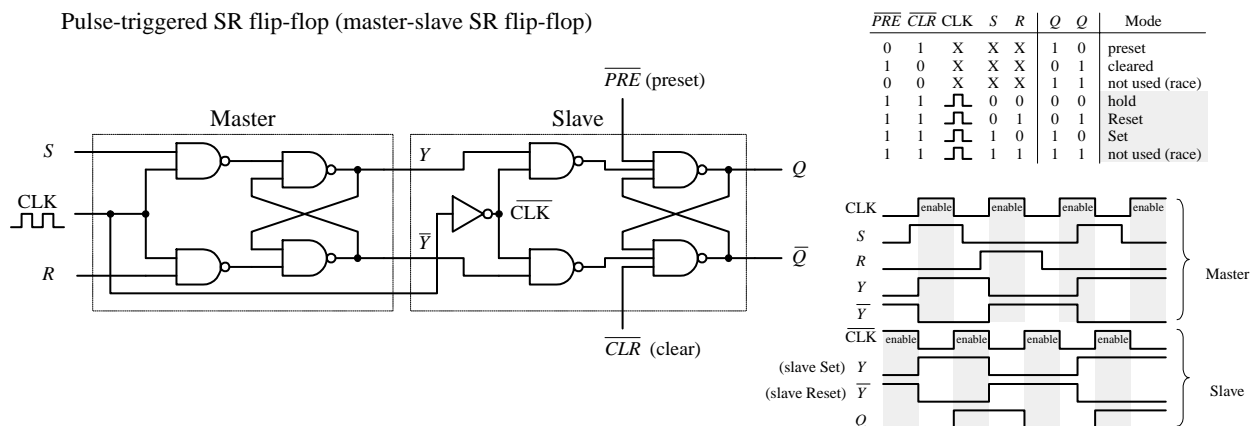 Pulse-triggered SR flip-flop (master-slave SR flip-flop)
PRE CLR CLK S R Q Q Mode
0 1 X X X 1 0 preset
1 0 X X X 0 1 cleared
0 0 X X X 1 1 not used (race)
1 1 0 0 0 0 hold
1 1 0 1 0 1 Reset
1 1 1 0 1 0 Set
1 1 1 1 1 1 not used (race)
PRE (preset)
Master
Slave
S
Y
Q
CLK
CLK
R
Y
Q
CLR (clear)
CLK enable enable enable enable
S
R
Y
Y
Master
CLK enable enable enable enable
(slave Set) Y
(slave Reset) Y
Q
Slave